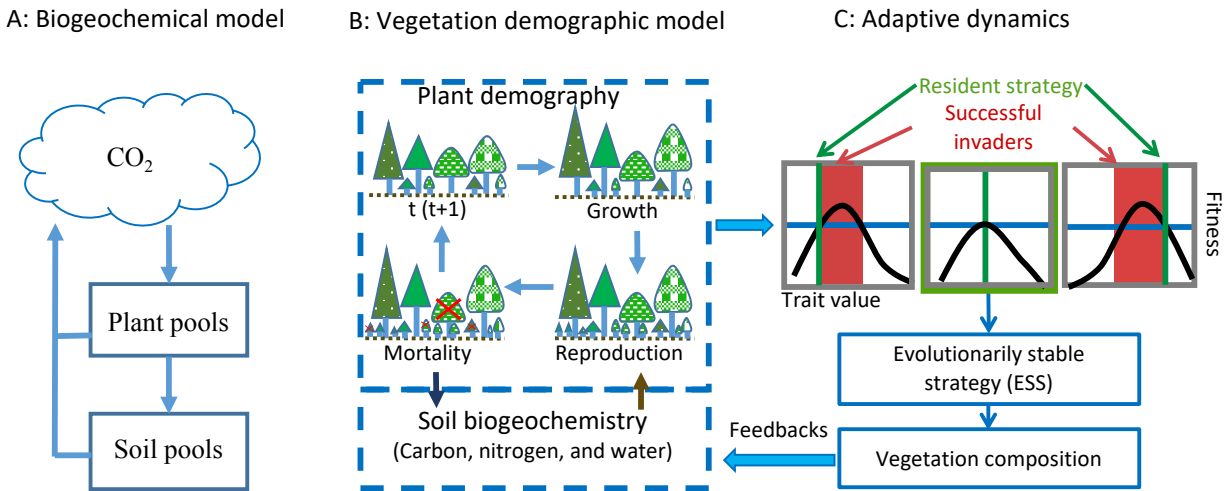 A: Biogeochemical model
CO2
Plant pools
Soil pools
B: Vegetation demographic model
Plant demography
t (t+1)
Growth
Mortality
Reproduction
Soil biogeochemistry
(Carbon, nitrogen, and water)
C: Adaptive dynamics
Resident strategy
Successful
invaders
Fitness
Trait value
Evolutionarily stable
strategy (ESS)
Feedbacks
Vegetation composition